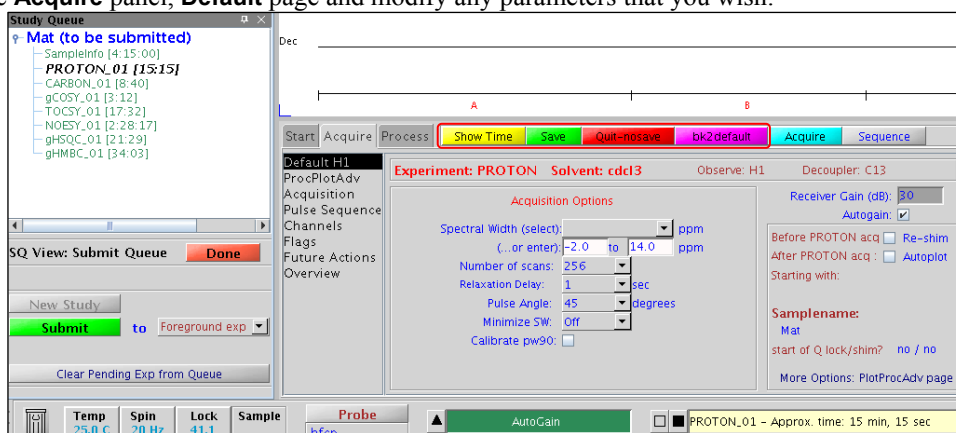 Acquire panel, Default page and modify any parameters that you wish.
Study Queue
Mat (to be submitted)
SampleInfo [4:15:00]
PROTON_01 [15:15]
CARBON_01 [8:40]
gCOSY_01 [3:12]
TOCSY_01 [17:32]
NOESY_01 [2:28:17]
gHSQC_01 [21:29]
gHMBC_01 [34:03]
SQ View: Submit Queue Done
New Study
Submit to Foreground exp
Clear Pending Exp from Queue
Dec
A B
Start Acquire Process Show Time Save Quit-nosave bk2default Acquire Sequence
Default H1
ProcPlotAdv
Acquisition
Pulse Sequence
Channels
Flags
Future Actions
Overview
Experiment: PROTON Solvent: cdcl3 Observe: H1 Decoupler: C13
Acquisition Options
Spectral Width (select): ppm
(...or enter): -2.0 to 14.0 ppm
Number of scans: 256
Relaxation Delay: 1 sec
Pulse Angle: 45 degrees
Minimize SW: Off
Calibrate pw90:
Receiver Gain (dB): 30
Autogain:
Before PROTON acq Re-shim
After PROTON acq : Autoplot
Starting with:
Samplename:
Mat
start of Q lock/shim? no / no
More Options: PlotProcAdv page
Temp Spin Lock Sample Probe
25.0 C 20 Hz 41.1
AutoGain PROTON_01 - Approx. time: 15 min, 15 sec